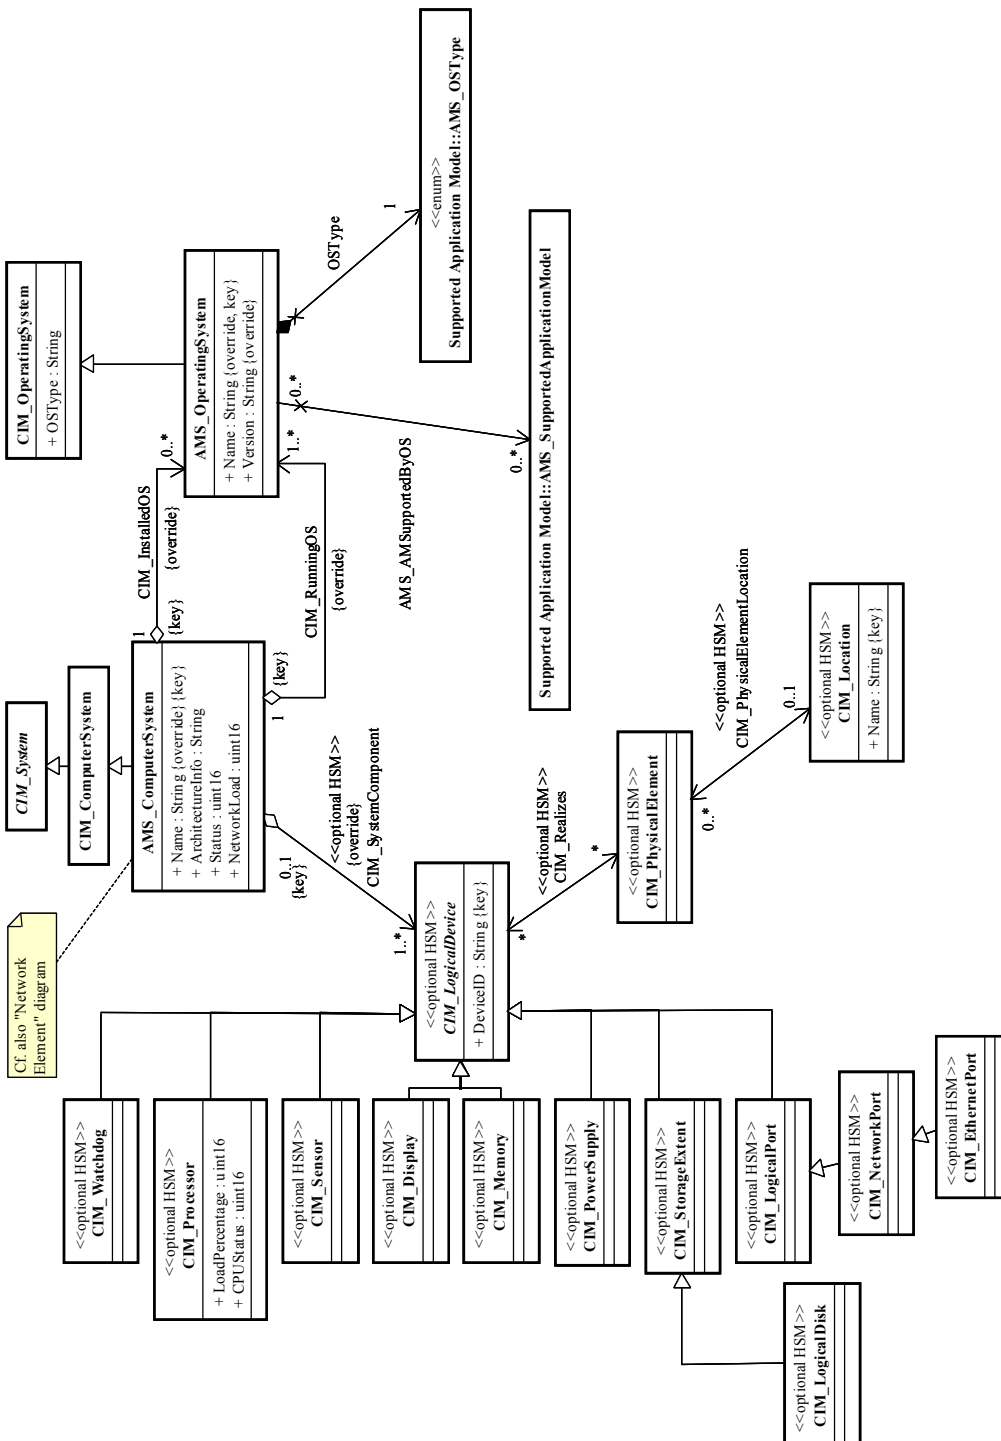 Cf. also "Network
Element" diagram
CIM_System
CIM_ComputerSystem
AMS_ComputerSystem
+ Name : String {override} {key}
+ ArchitectureInfo : String
+ Status : uint16
+ NetworkLoad : uint16
1
{key}
CIM_InstalledOS
{override}
0..*
1
{key}
CIM_RunningOS
{override}
1..*
CIM_OperatingSystem
+ OSType : String
AMS_OperatingSystem
+ Name : String {override, key}
+ Version : String {override}
OSType
1
<<enum>>
Supported Application Model::AMS_OSType
0..*
AMS_AMSupportedByOS
0..*
Supported Application Model::AMS_SupportedApplicationModel
0..1
{key}
<<optional HSM>>
{override}
CIM_SystemComponent
1..*
<<optional HSM>>
CIM_LogicalDevice
+ DeviceID : String {key}
*
<<optional HSM>>
CIM_Realizes
*
<<optional HSM>>
CIM_PhysicalElement
0..*
<<optional HSM>>
CIM_PhysicalElementLocation
0..1
<<optional HSM>>
CIM_Location
+ Name : String {key}
<<optional HSM>>
CIM_Watchdog
<<optional HSM>>
CIM_Processor
+ LoadPercentage : uint16
+ CPUStatus : uint16
<<optional HSM>>
CIM_Sensor
<<optional HSM>>
CIM_Display
<<optional HSM>>
CIM_Memory
<<optional HSM>>
CIM_PowerSupply
<<optional HSM>>
CIM_StorageExtent
<<optional HSM>>
CIM_LogicalPort
<<optional HSM>>
CIM_NetworkPort
<<optional HSM>>
CIM_EthernetPort
<<optional HSM>>
CIM_LogicalDisk